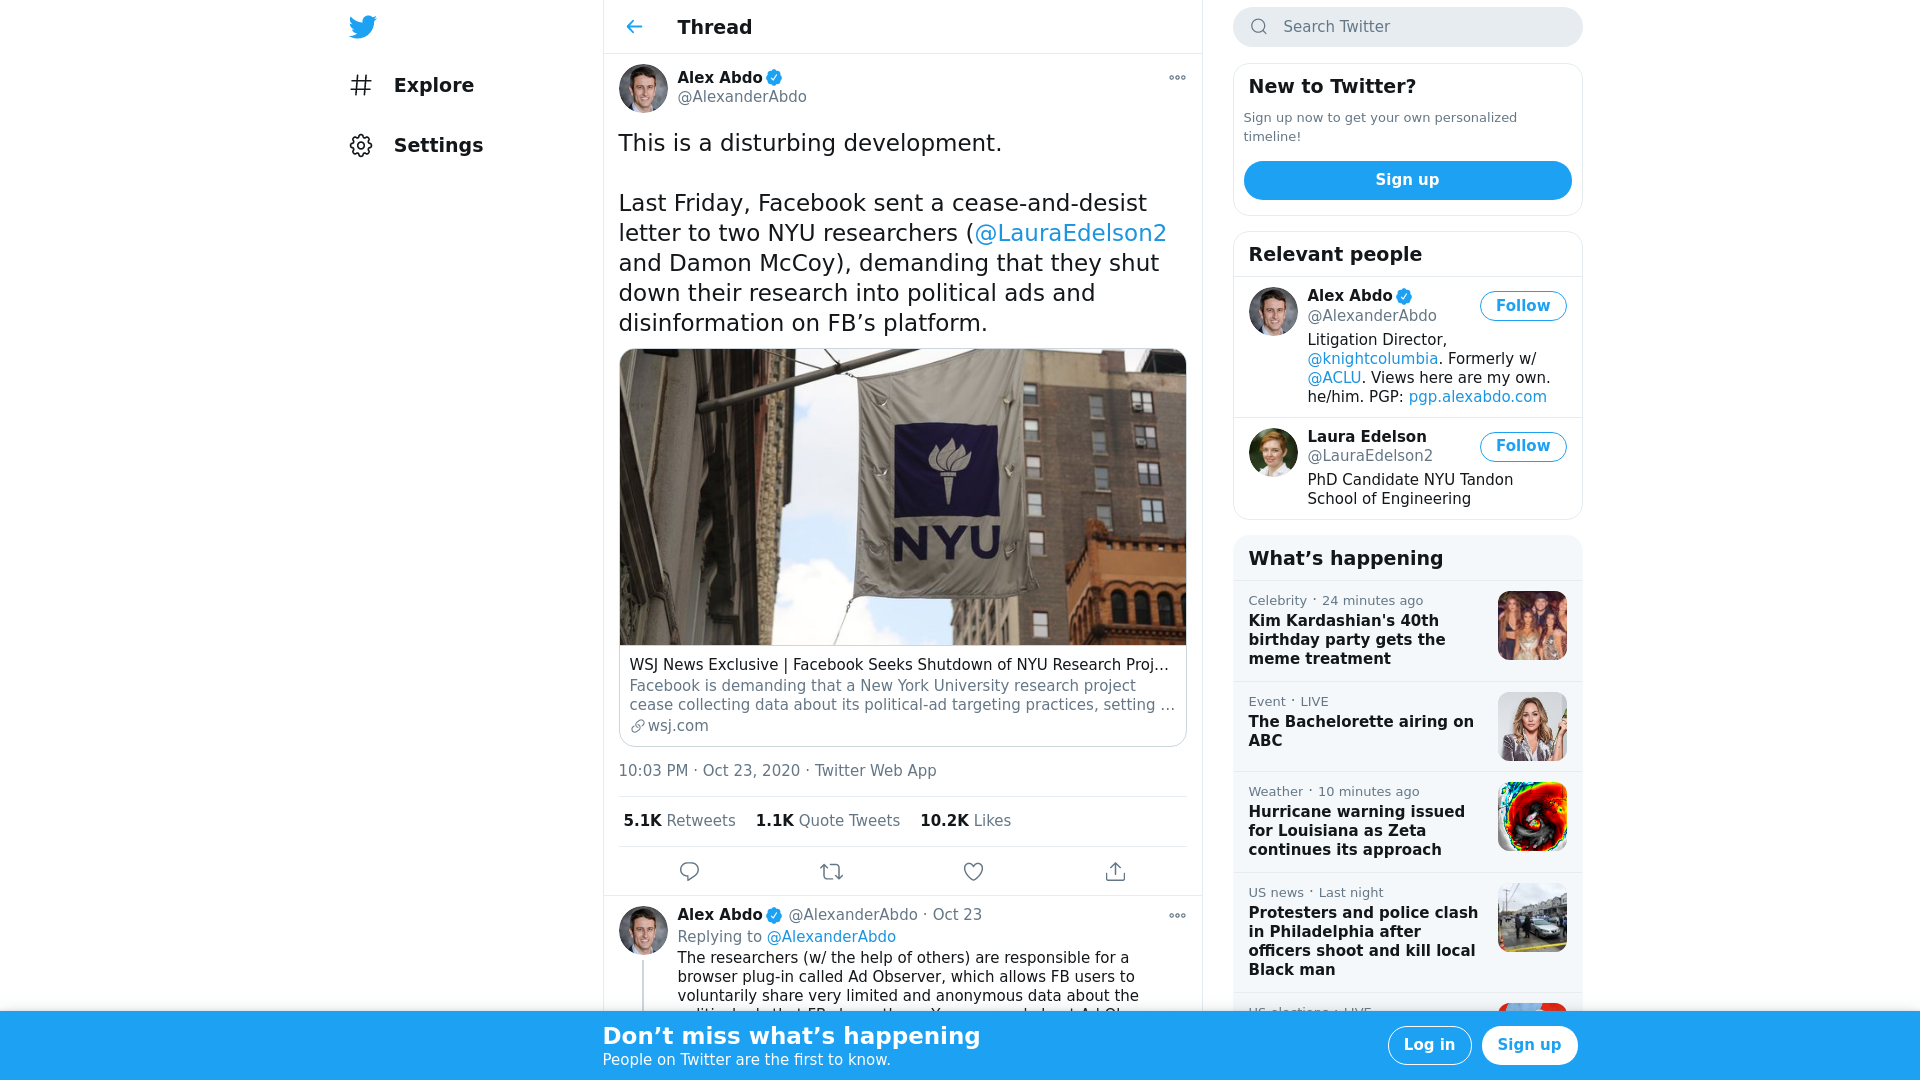 Explore
Settings
Thread
Alex Abdo
@AlexanderAbdo
This is a disturbing development.
Last Friday, Facebook sent a cease-and-desist
letter to two NYU researchers (@LauraEdelson2
and Damon McCoy), demanding that they shut
down their research into political ads and
disinformation on FB’s platform.
NYU
WSJ News Exclusive | Facebook Seeks Shutdown of NYU Research Proj…
Facebook is demanding that a New York University research project
cease collecting data about its political-ad targeting practices, setting …
wsj.com
10:03 PM · Oct 23, 2020 · Twitter Web App
5.1K Retweets 1.1K Quote Tweets 10.2K Likes
Alex Abdo @AlexanderAbdo · Oct 23
Replying to @AlexanderAbdo
The researchers (w/ the help of others) are responsible for a
browser plug-in called Ad Observer, which allows FB users to
voluntarily share very limited and anonymous data about the
Search Twitter
New to Twitter?
Sign up now to get your own personalized
timeline!
Sign up
Relevant people
Alex Abdo
@AlexanderAbdo
Follow
Litigation Director,
@knightcolumbia. Formerly w/
@ACLU. Views here are my own.
he/him. PGP: pgp.alexabdo.com
Laura Edelson
@LauraEdelson2
Follow
PhD Candidate NYU Tandon
School of Engineering
What’s happening
Celebrity · 24 minutes ago
Kim Kardashian's 40th
birthday party gets the
meme treatment
Event · LIVE
The Bachelorette airing on
ABC
Weather · 10 minutes ago
Hurricane warning issued
for Louisiana as Zeta
continues its approach
US news · Last night
Protesters and police clash
in Philadelphia after
officers shoot and kill local
Black man
Don’t miss what’s happening
People on Twitter are the first to know.
Log in
Sign up